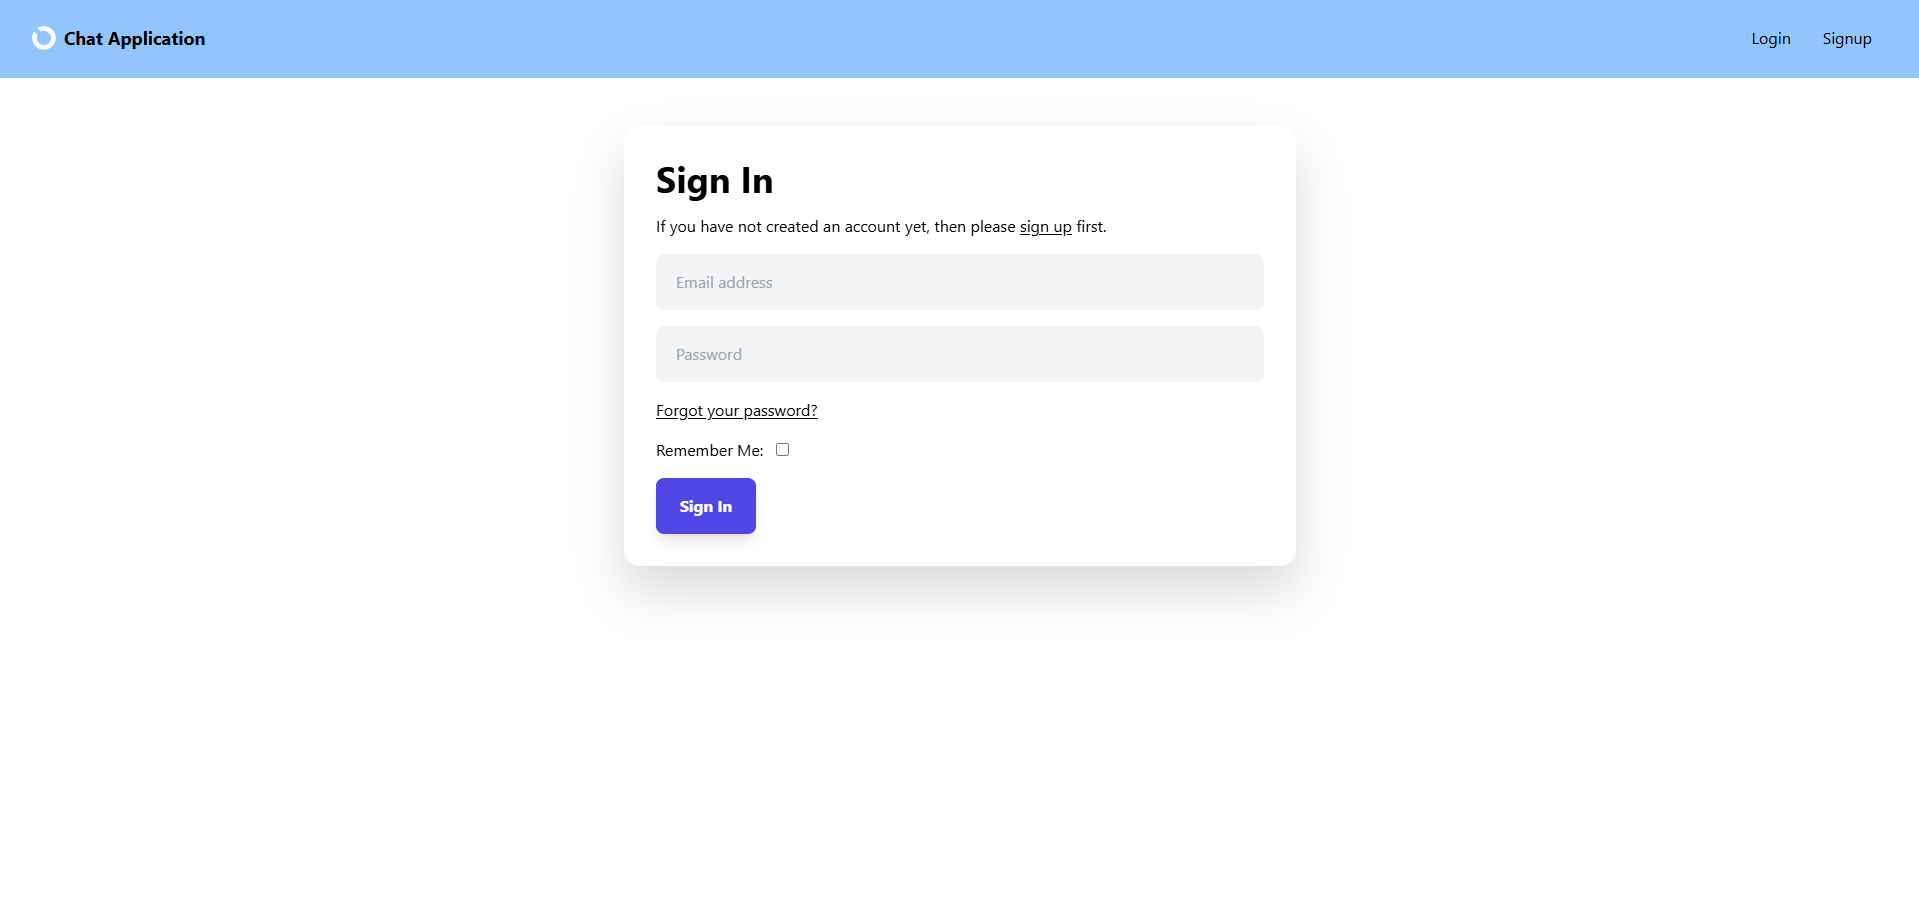 Chat Application
Login
Signup
Sign In
If you have not created an account yet, then please sign up first.
Email address
Password
Forgot your password?
Remember Me:
Sign In